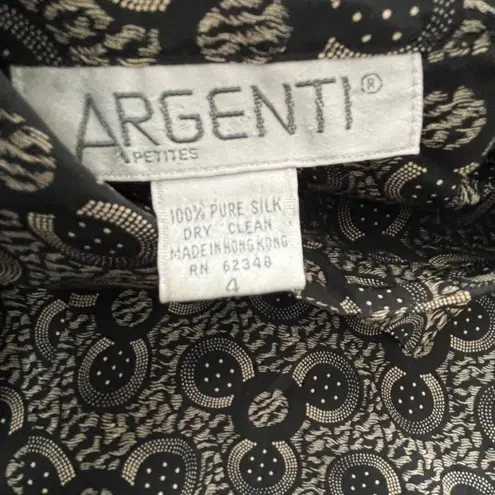 ARGENTI®
PETITES
100% PURE SILK
DRY CLEAN
MADE IN HONG KONG
RN 62348
4